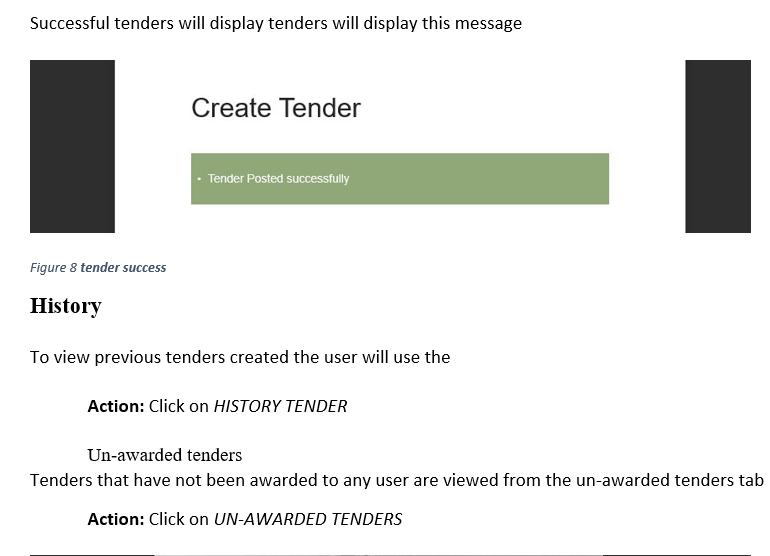 Successful tenders will display tenders will display this message
Create Tender
• Tender Posted successfully
Figure 8 tender success
History
To view previous tenders created the user will use the
Action: Click on HISTORY TENDER
Un-awarded tenders
Tenders that have not been awarded to any user are viewed from the un-awarded tenders tab
Action: Click on UN-AWARDED TENDERS